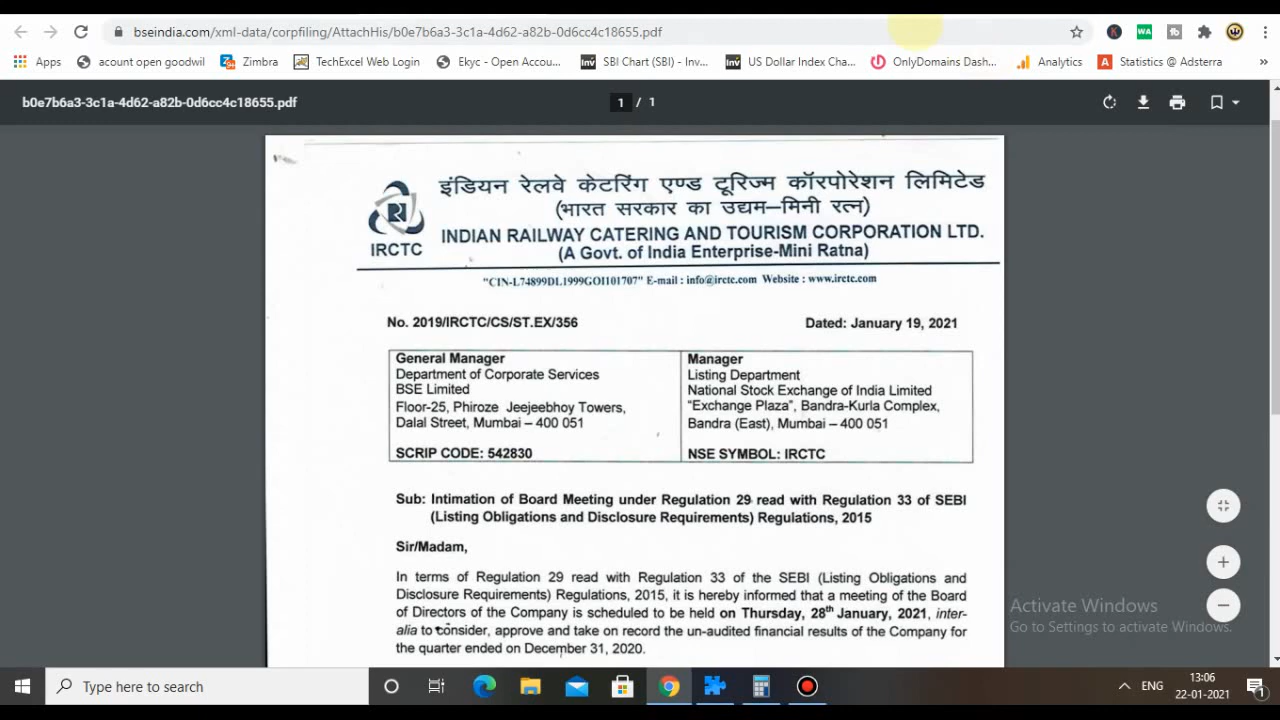 bseindia.com/xml-data/corpfiling/AttachHis/b0e7b6a3-3c1a-4d62-a82b-0d6cc4c18655.pdf
K WA tb
Apps acount open goodwill Zimbra TechExcel Web Login Ekyc - Open Accou... Inv SBI Chart (SBI) - Inv... Inv US Dollar Index Cha... OnlyDomains Dash... Analytics A Statistics @ Adsterra »
b0e7b6a3-3c1a-4d62-a82b-0d6cc4c18655.pdf 1 / 1
इंडियन रेलवे केटरिंग एण्ड टूरिज्म कॉरपोरेशन लिमिटेड
(भारत सरकार का उद्यम–मिनी रत्न)
IRCTC
INDIAN RAILWAY CATERING AND TOURISM CORPORATION LTD.
(A Govt. of India Enterprise-Mini Ratna)
"CIN-L74899DL1999GOI101707" E-mail : info@irctc.com Website : www.irctc.com
No. 2019/IRCTC/CS/ST.EX/356 Dated: January 19, 2021
General Manager
Department of Corporate Services
BSE Limited
Floor-25, Phiroze Jeejeebhoy Towers,
Dalal Street, Mumbai – 400 051
SCRIP CODE: 542830
Manager
Listing Department
National Stock Exchange of India Limited
"Exchange Plaza", Bandra-Kurla Complex,
Bandra (East), Mumbai – 400 051
NSE SYMBOL: IRCTC
Sub: Intimation of Board Meeting under Regulation 29 read with Regulation 33 of SEBI
(Listing Obligations and Disclosure Requirements) Regulations, 2015
Sir/Madam,
In terms of Regulation 29 read with Regulation 33 of the SEBI (Listing Obligations and
Disclosure Requirements) Regulations, 2015, it is hereby informed that a meeting of the Board
of Directors of the Company is scheduled to be held on Thursday, 28th January, 2021, inter-
alia to consider, approve and take on record the un-audited financial results of the Company for
the quarter ended on December 31, 2020.
Activate Windows
Go to Settings to activate Windows.
Type here to search
ENG
13:06
22-01-2021
1